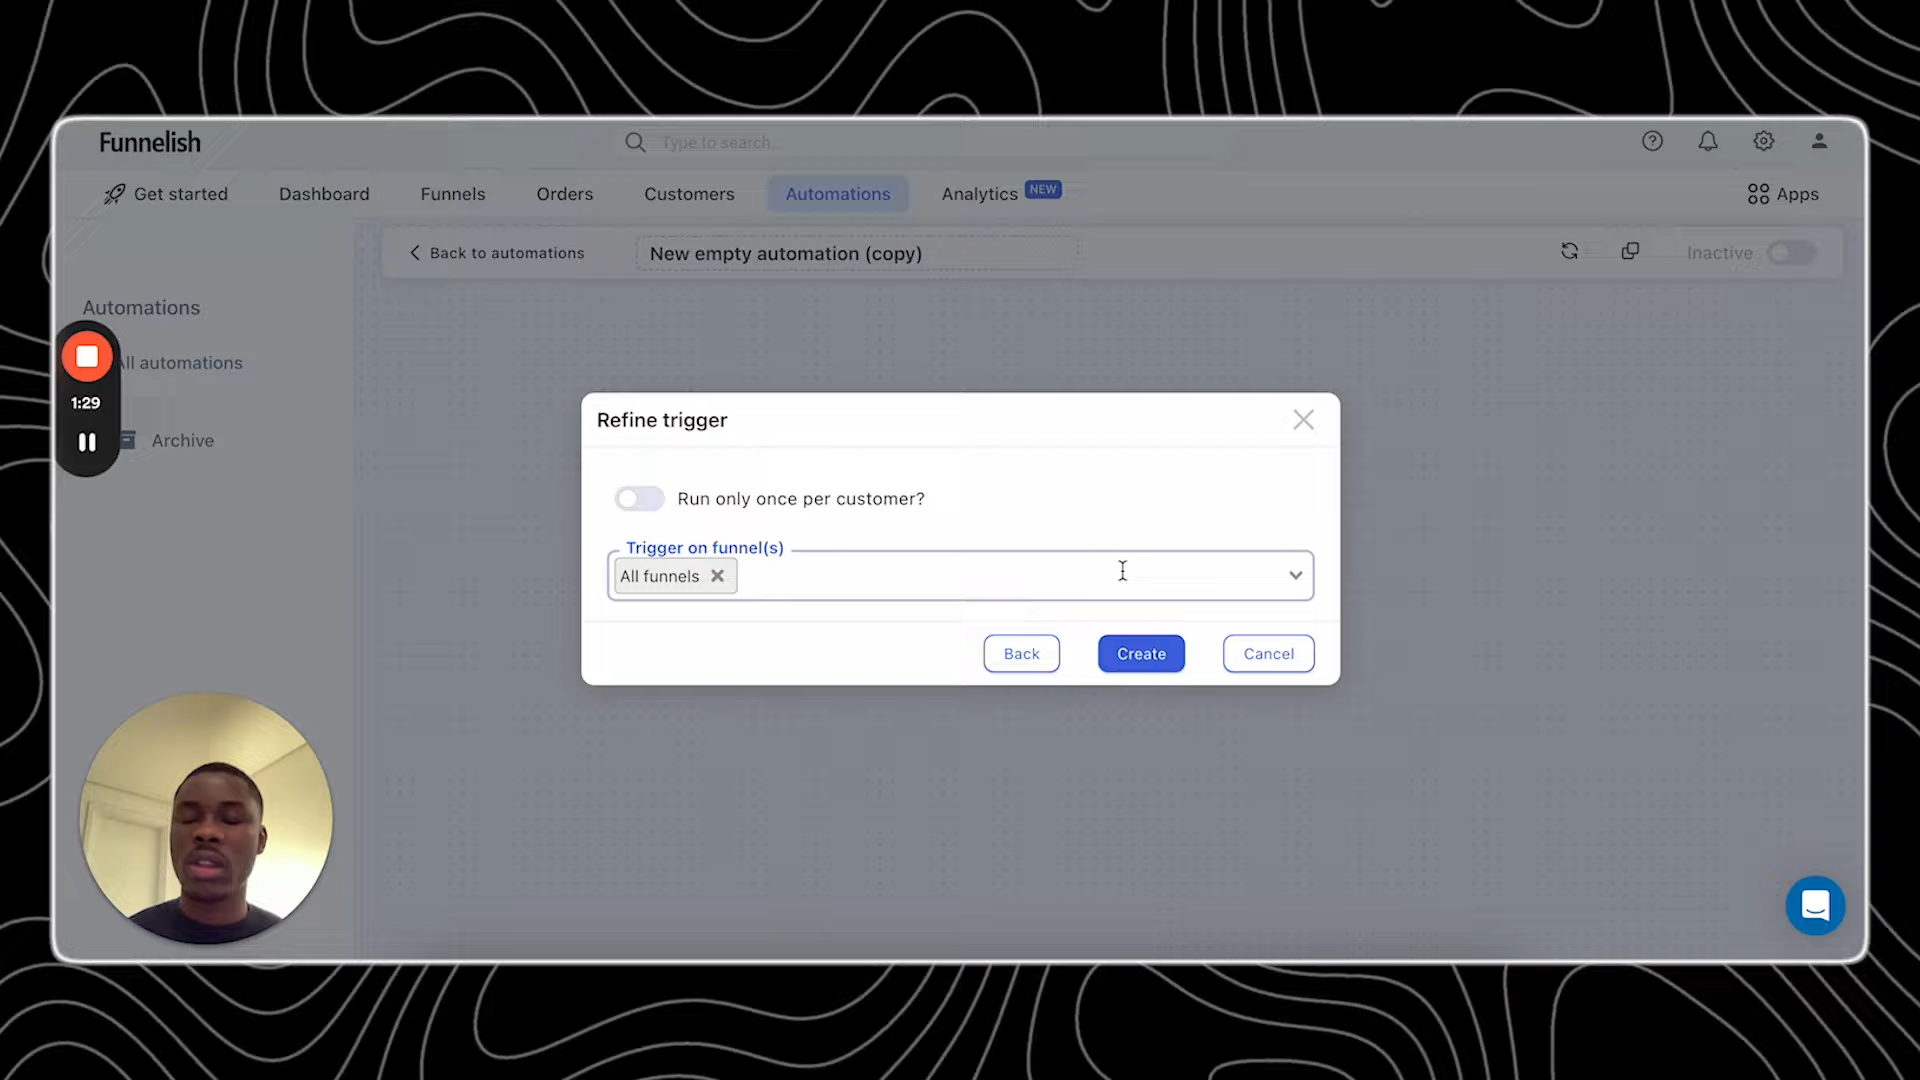 Funnelish
Type to search...
Get started
Dashboard
Funnels
Orders
Customers
Automations
Analytics
NEW
Apps
Back to automations
New empty automation (copy)
Inactive
Automations
All automations
1:29
Archive
Refine trigger
Run only once per customer?
Trigger on funnel(s)
All funnels
Back
Create
Cancel